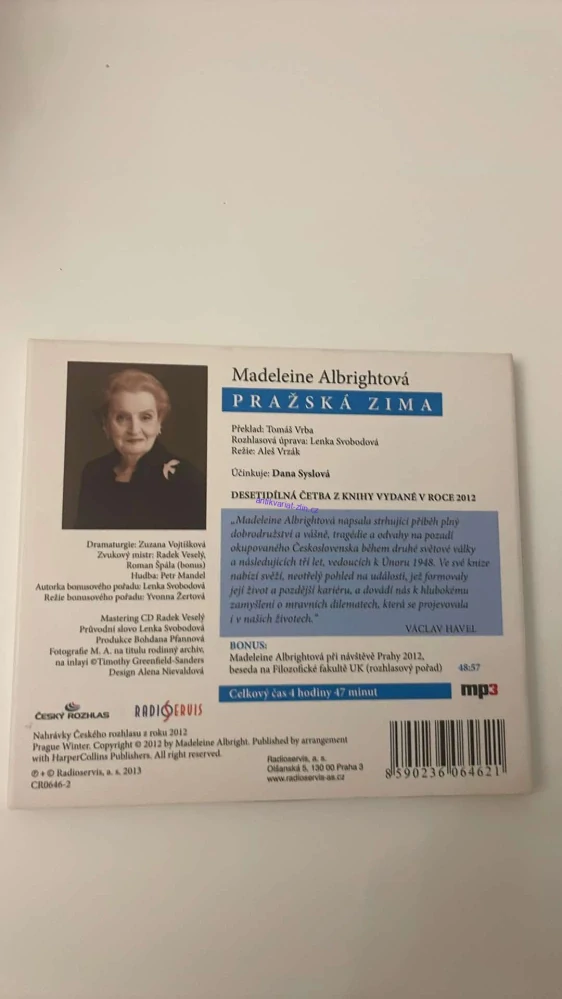 Madeleine Albrightová
PRAŽSKÁ ZIMA
Překlad: Tomáš Vrba
Rozhlasová úprava: Lenka Svobodová
Režie: Aleš Vrzák
Účinkuje: Dana Syslová
DESETIDÍLNÁ ČETBA Z KNIHY VYDANÉ V ROCE 2012
antikvariat-zlin.cz
„Madeleine Albrightová napsala strhující příběh plný
dobrodružství a vášně, tragédie a odvahy na pozadí
okupovaného Československa během druhé světové války
a následujících tří let, vedoucích k Únoru 1948. Ve své knize
nabízí svěží, neotřelý pohled na události, jež formovaly
její život a pozdější kariéru, a dovádí nás k hlubokému
zamyšlení o mravních dilematech, která se projevovala
i v našich životech.“
VÁCLAV HAVEL
BONUS:
Madeleine Albrightová při návštěvě Prahy 2012,
beseda na Filozofické fakultě UK (rozhlasový pořad) 48:57
Celkový čas 4 hodiny 47 minut
mp3
Dramaturgie: Zuzana Vojtíšková
Zvukový mistr: Radek Veselý,
Roman Špála (bonus)
Hudba: Petr Mandel
Autorka bonusového pořadu: Lenka Svobodová
Režie bonusového pořadu: Yvonna Žertová
Mastering CD Radek Veselý
Průvodní slovo Lenka Svobodová
Produkce Bohdana Pfannová
Fotografie M. A. na titulu rodinný archiv,
na inlayi ©Timothy Greenfield-Sanders
Design Alena Nievaldová
ČESKÝ ROZHLAS
RADIOSERVIS
Nahrávky Českého rozhlasu z roku 2012
Prague Winter. Copyright © 2012 by Madeleine Albright. Published by arrangement
with HarperCollins Publishers. All right reserved.
℗ + © Radioservis, a. s. 2013
CR0646-2
Radioservis, a. s.
Olšanská 5, 130 00 Praha 3
www.radioservis-as.cz
8 590236 064621